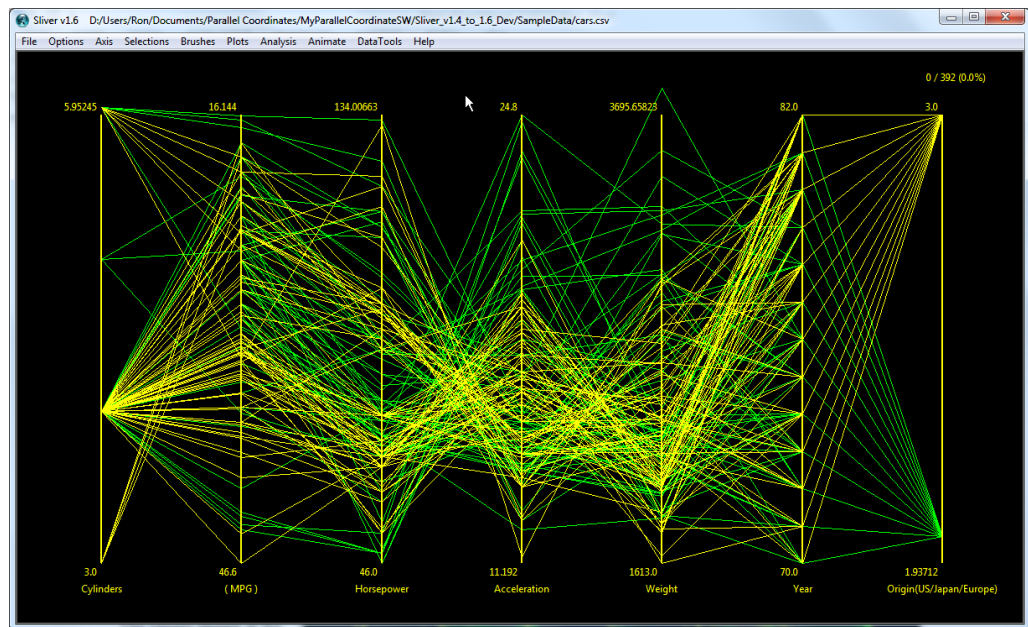 Sliver v1.6 D:/Users/Ron/Documents/Parallel Coordinates/MyParallelCoordinateSW/Sliver_v1.4_to_1.6_Dev/SampleData/cars.csv
File Options Axis Selections Brushes Plots Analysis Animate DataTools Help
0 / 392 (0.0%)
5.95245 16.144 134.00663 24.8 3695.65823 82.0 3.0
3.0 46.6 46.0 11.192 1613.0 70.0 1.93712
Cylinders ( MPG ) Horsepower Acceleration Weight Year Origin(US/Japan/Europe)